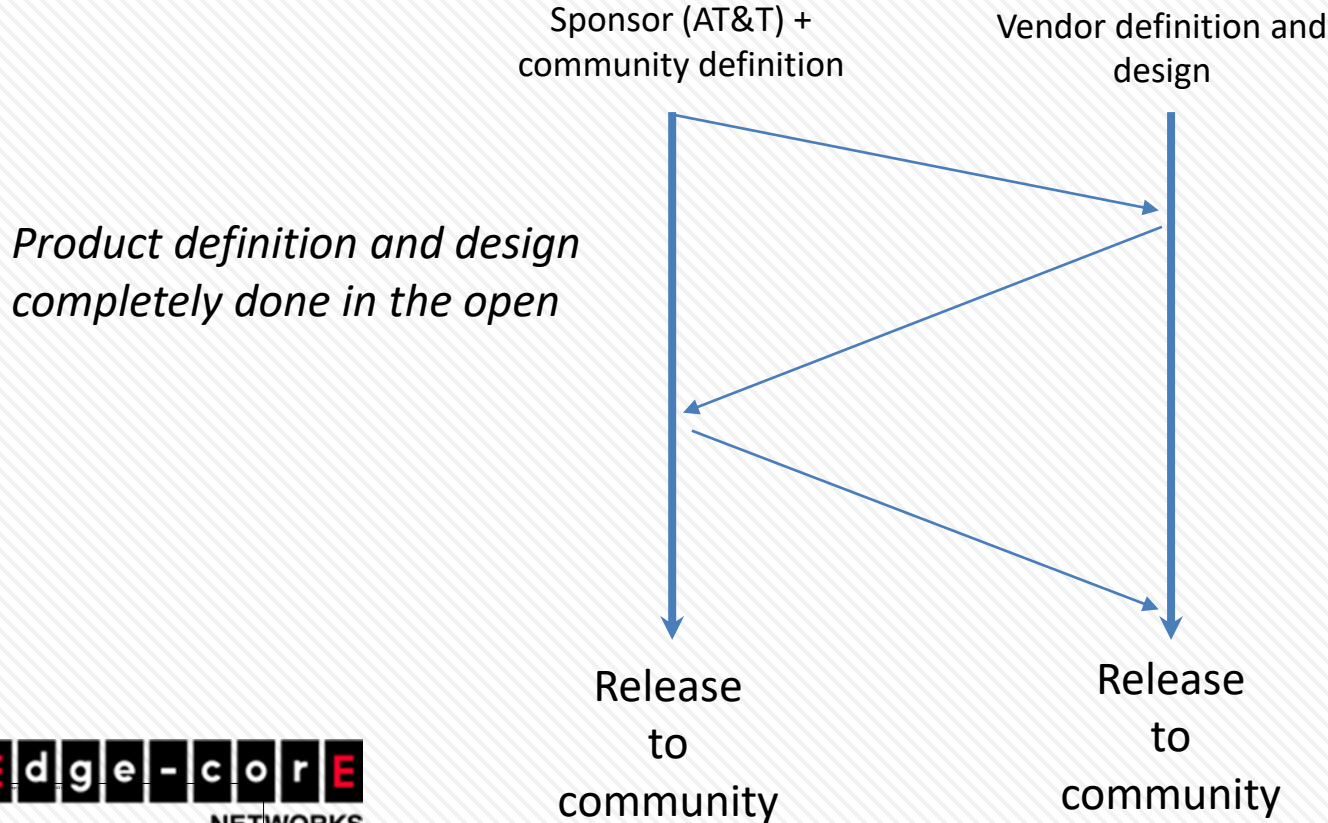 Sponsor (AT&T) +
community definition
Vendor definition and
design
Product definition and design
completely done in the open
Release
to
community
Release
to
community
Edge-corE
NETWORKS